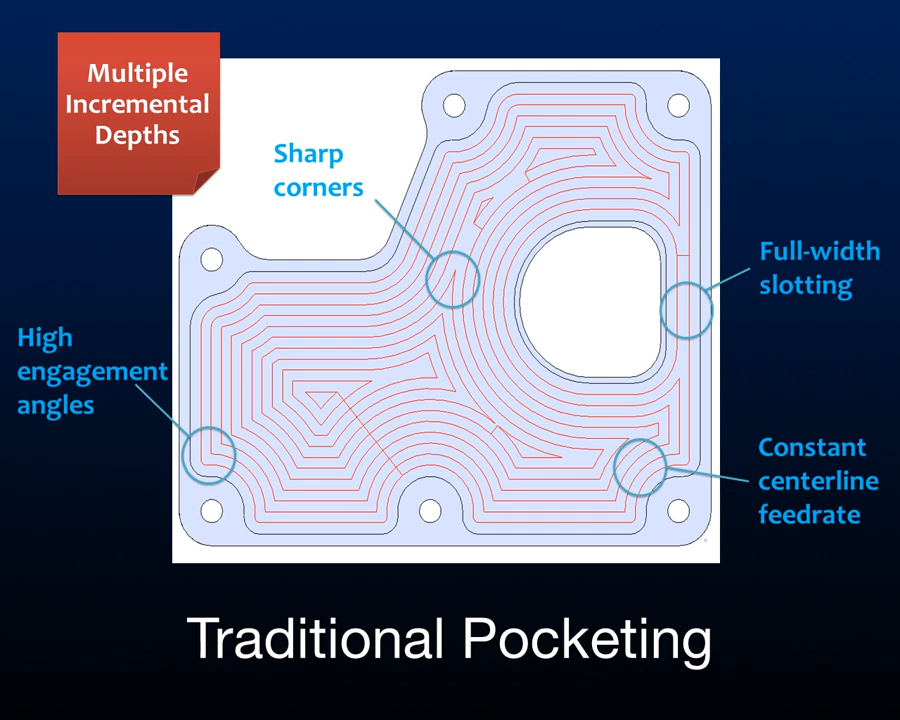 Multiple
Incremental
Depths
Sharp
corners
Full-width
slotting
High
engagement
angles
Constant
centerline
feedrate
Traditional Pocketing